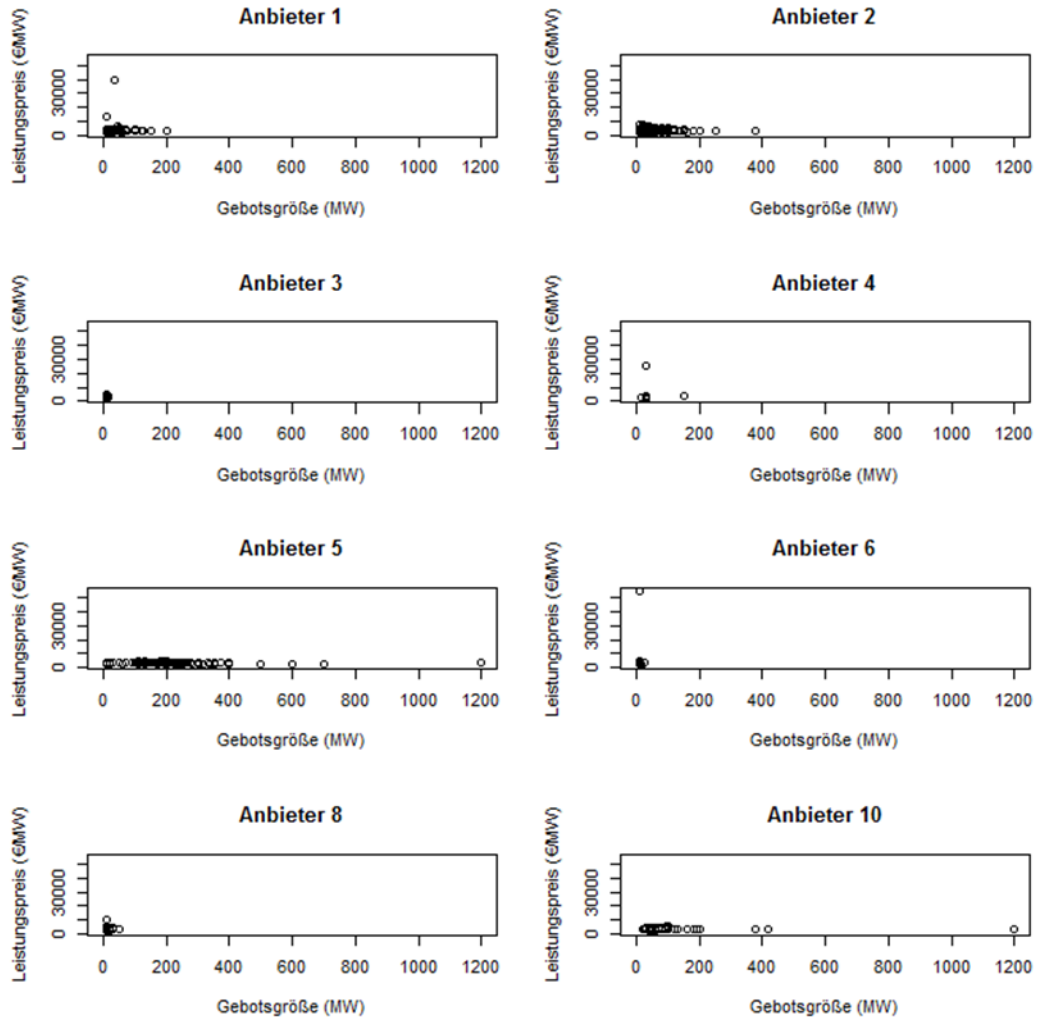 Anbieter 1
Leistungspreis (€/MW)
30000
0
0 200 400 600 800 1000 1200
Gebotsgröße (MW)
Anbieter 2
Leistungspreis (€/MW)
30000
0
0 200 400 600 800 1000 1200
Gebotsgröße (MW)
Anbieter 3
Leistungspreis (€/MW)
30000
0
0 200 400 600 800 1000 1200
Gebotsgröße (MW)
Anbieter 4
Leistungspreis (€/MW)
30000
0
0 200 400 600 800 1000 1200
Gebotsgröße (MW)
Anbieter 5
Leistungspreis (€/MW)
30000
0
0 200 400 600 800 1000 1200
Gebotsgröße (MW)
Anbieter 6
Leistungspreis (€/MW)
30000
0
0 200 400 600 800 1000 1200
Gebotsgröße (MW)
Anbieter 8
Leistungspreis (€/MW)
30000
0
0 200 400 600 800 1000 1200
Gebotsgröße (MW)
Anbieter 10
Leistungspreis (€/MW)
30000
0
0 200 400 600 800 1000 1200
Gebotsgröße (MW)